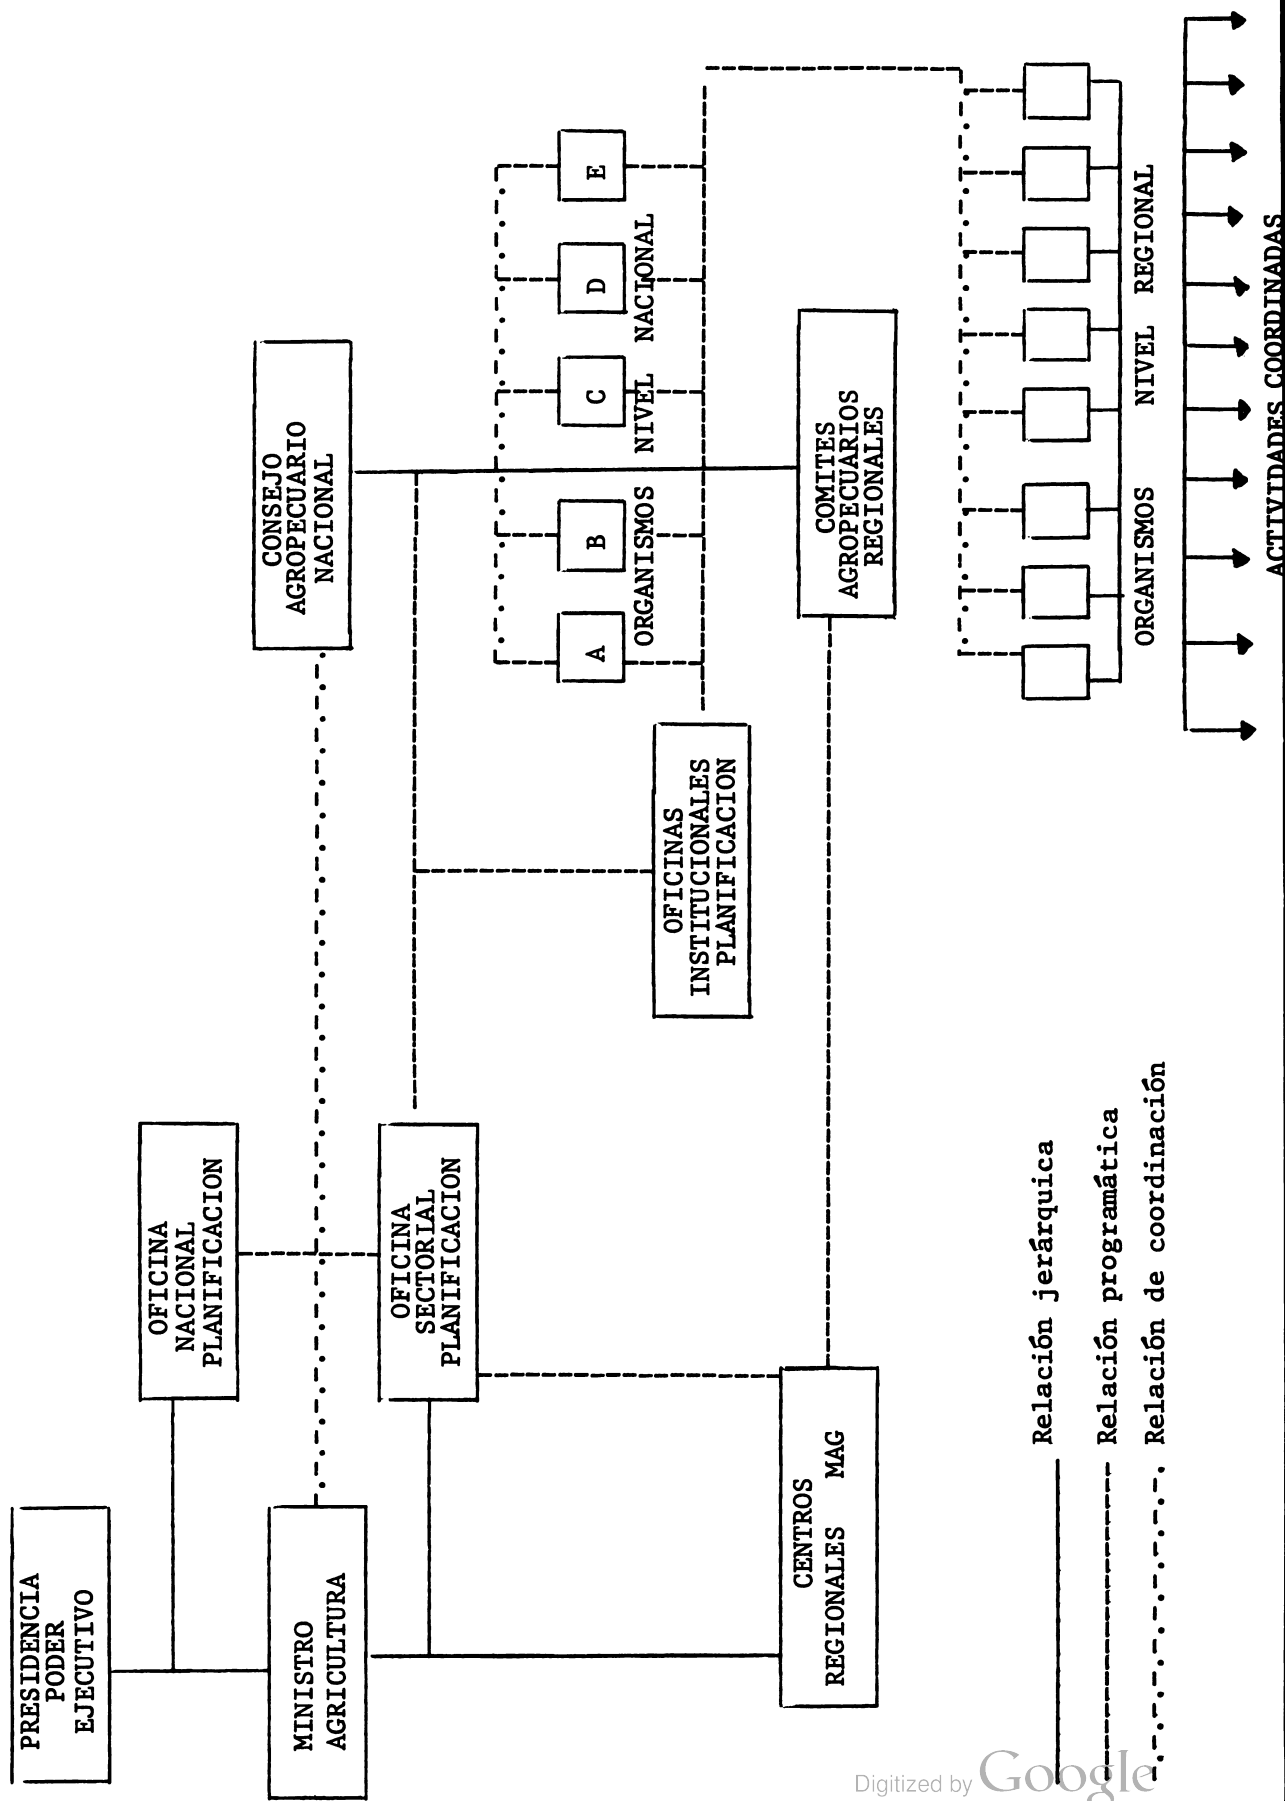 PRESIDENCIA
PODER
EJECUTIVO
OFICINA
NACIONAL
PLANIFICACION
MINISTRO
AGRICULTURA
CONSEJO
AGROPECUARIO
NACIONAL
OFICINA
SECTORIAL
PLANIFICACION
A
B
C
D
E
ORGANISMOS NIVEL NACIONAL
OFICINAS
INSTITUCIONALES
PLANIFICACION
CENTROS
REGIONALES MAG
COMITES
AGROPECUARIOS
REGIONALES
ORGANISMOS NIVEL REGIONAL
ACTIVIDADES COORDINADAS
Relación jerárquica
Relación programática
Relación de coordinación
Digitized by Google